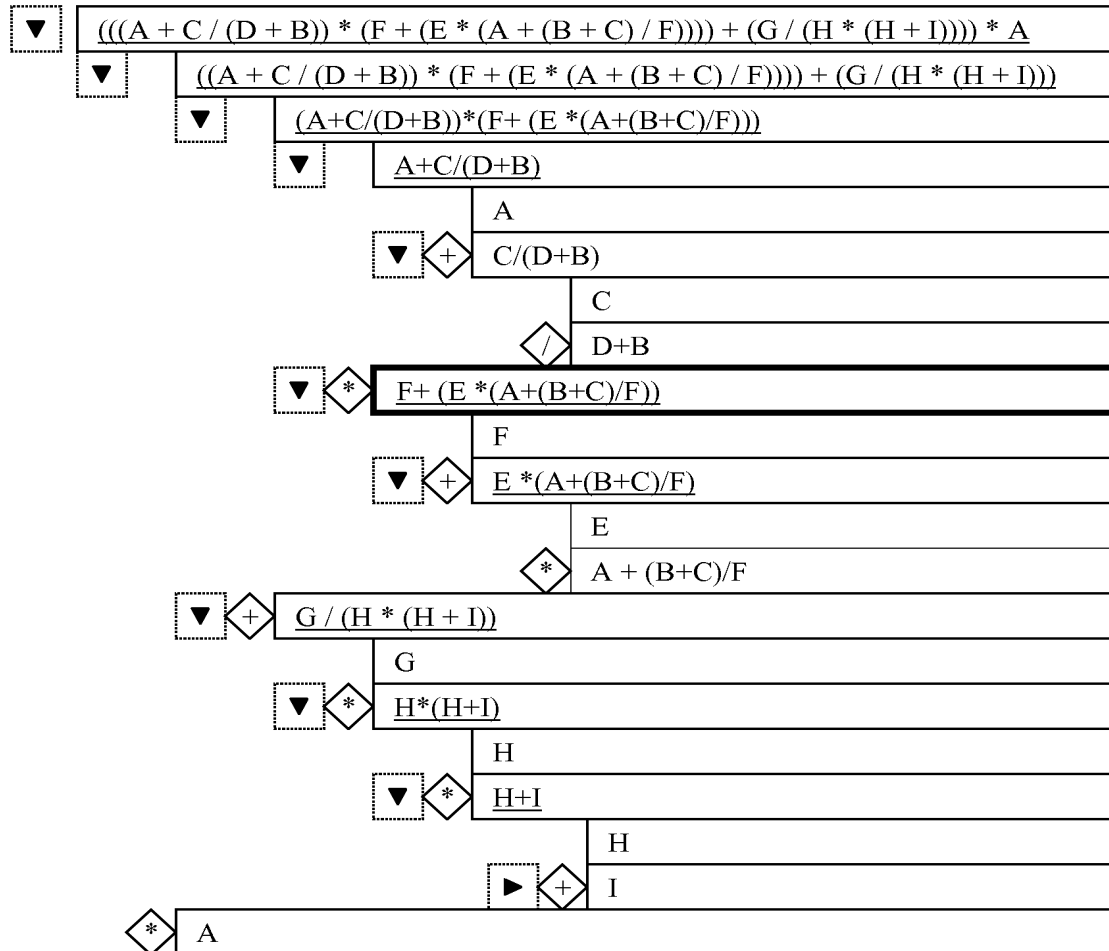 (((A + C / (D + B)) * (F + (E * (A + (B + C) / F)))) + (G / (H * (H + I)))) * A
((A + C / (D + B)) * (F + (E * (A + (B + C) / F)))) + (G / (H * (H + I)))
(A+C/(D+B))*(F+ (E *(A+(B+C)/F)))
A+C/(D+B)
A
+ C/(D+B)
C
/ D+B
* F+ (E *(A+(B+C)/F))
F
+ E *(A+(B+C)/F)
E
* A + (B+C)/F
+ G / (H * (H + I))
G
* H*(H+I)
H
* H+I
H
+ I
* A